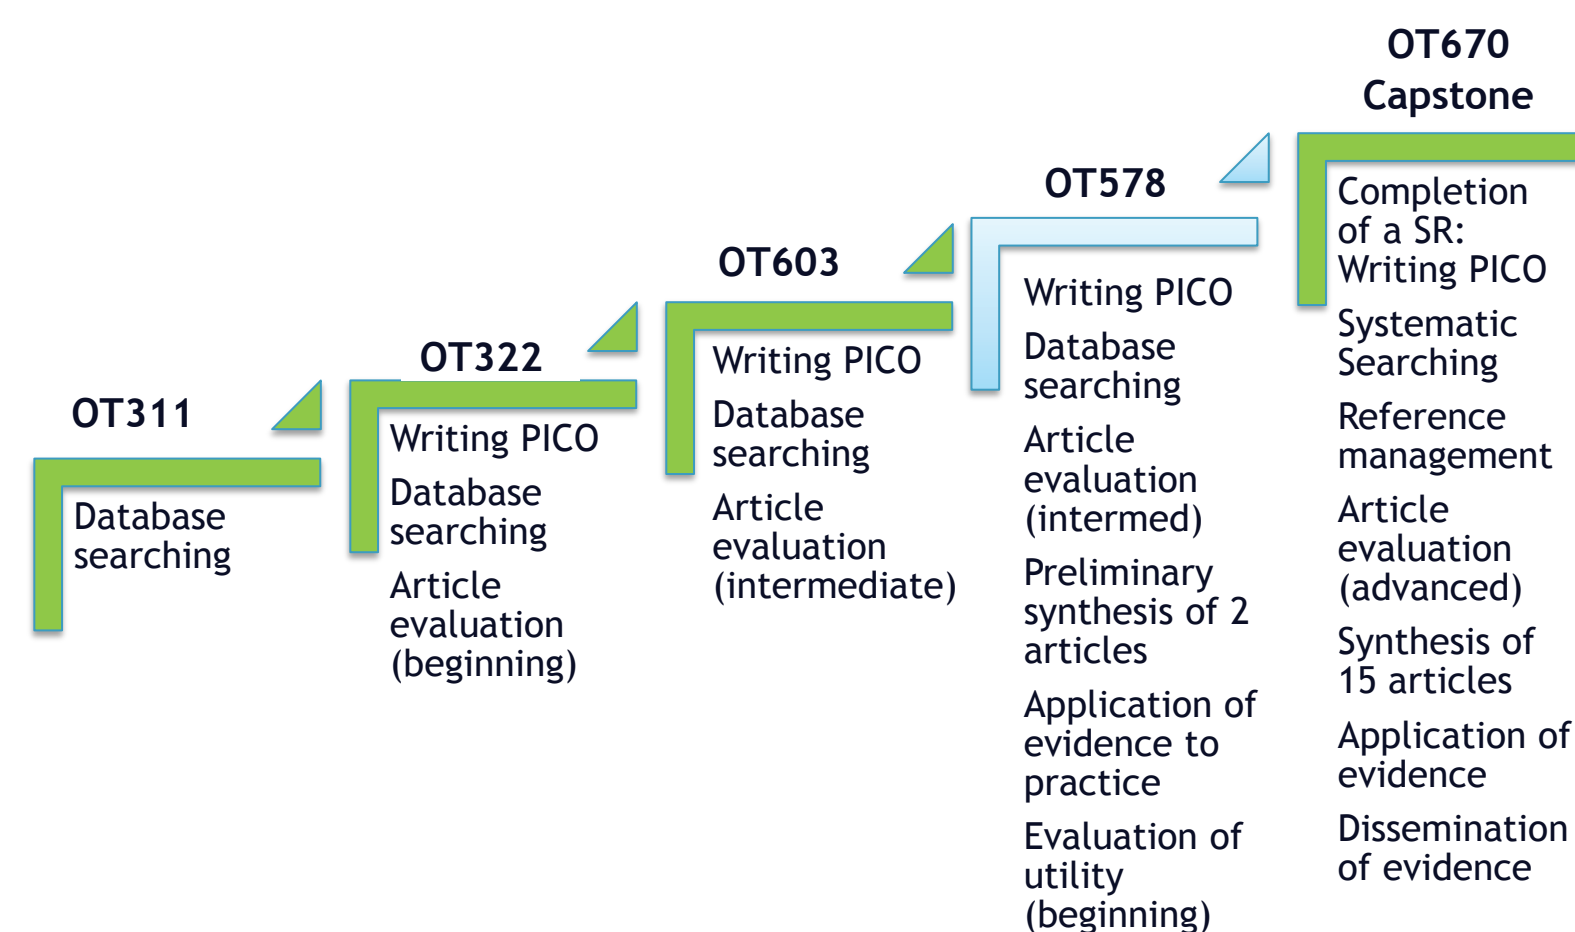 OT311
Database
searching
OT322
Writing PICO
Database
searching
Article
evaluation
(beginning)
OT603
Writing PICO
Database
searching
Article
evaluation
(intermediate)
OT578
Writing PICO
Database
searching
Article
evaluation
(intermed)
Preliminary
synthesis of 2
articles
Application of
evidence to
practice
Evaluation of
utility
(beginning)
OT670
Capstone
Completion
of a SR:
Writing PICO
Systematic
Searching
Reference
management
Article
evaluation
(advanced)
Synthesis of
15 articles
Application of
evidence
Dissemination
of evidence